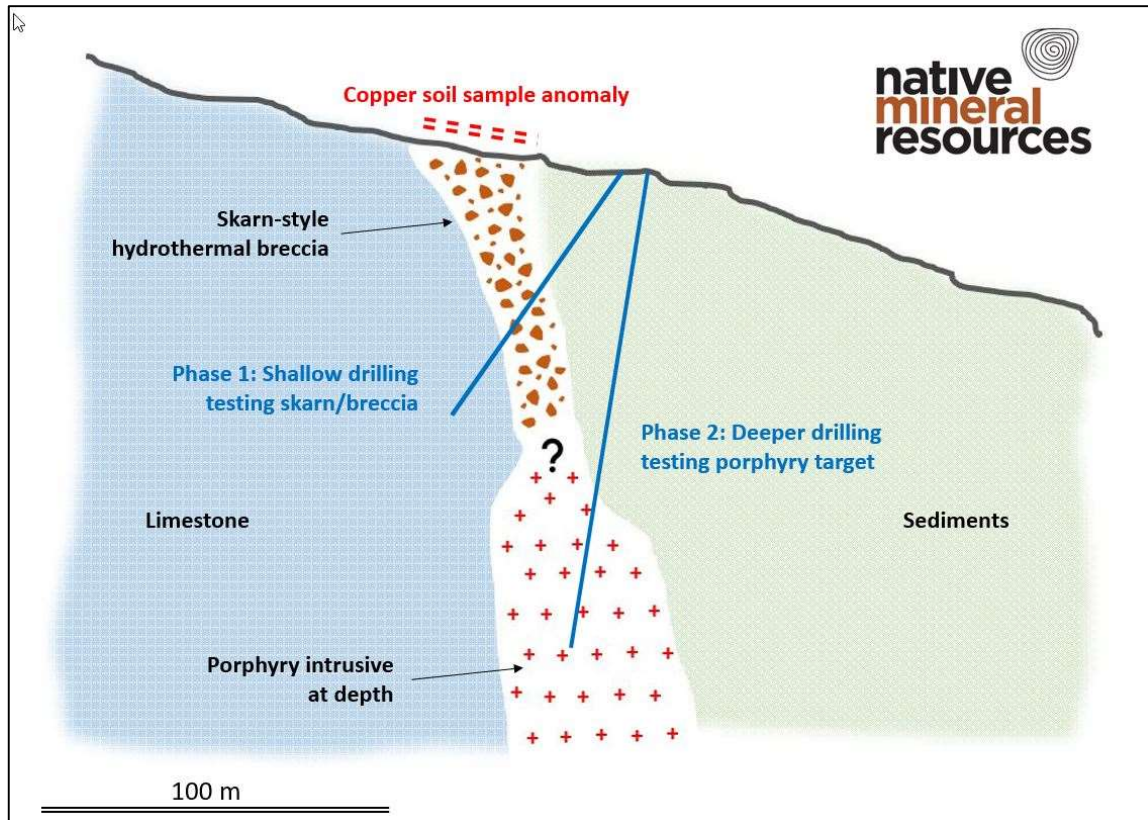 native
mineral
resources
Copper soil sample anomaly
Skarn-style
hydrothermal breccia
Phase 1: Shallow drilling
testing skarn/breccia
?
Phase 2: Deeper drilling
testing porphyry target
Limestone
Sediments
Porphyry intrusive
at depth
100 m